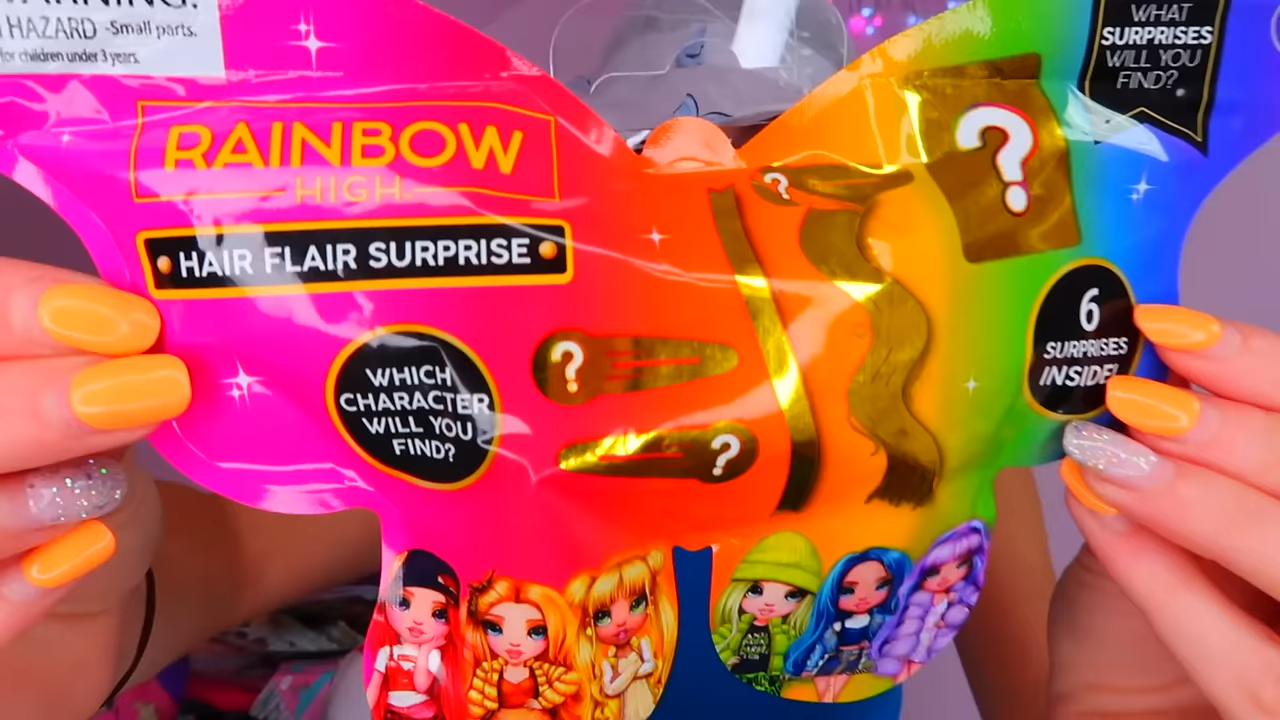 WARNING:
HAZARD -Small parts.
for children under 3 years.
WHAT
SURPRISES
WILL YOU
FIND?
RAINBOW
HIGH
HAIR FLAIR SURPRISE
?
?
?
?
WHICH
CHARACTER
WILL YOU
FIND?
6
SURPRISES
INSIDE!